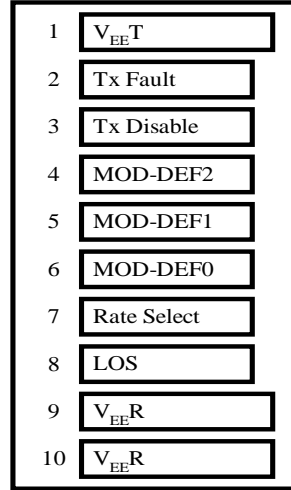 1 VEET
2 Tx Fault
3 Tx Disable
4 MOD-DEF2
5 MOD-DEF1
6 MOD-DEF0
7 Rate Select
8 LOS
9 VEER
10 VEER